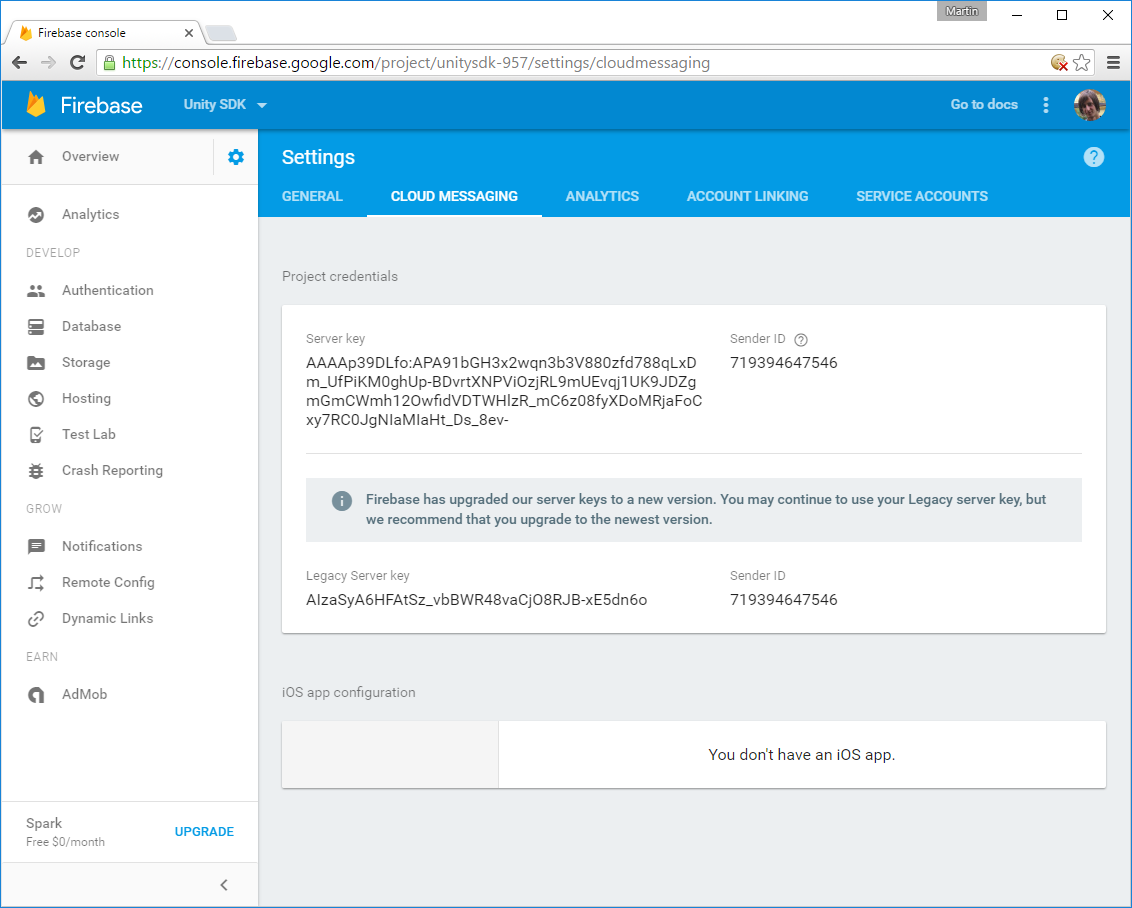 Martin
Firebase console
https://console.firebase.google.com/project/unitysdk-957/settings/cloudmessaging
Firebase
Unity SDK
Go to docs
Overview
Settings
GENERAL
CLOUD MESSAGING
ANALYTICS
ACCOUNT LINKING
SERVICE ACCOUNTS
Analytics
DEVELOP
Authentication
Database
Storage
Hosting
Test Lab
Crash Reporting
GROW
Notifications
Remote Config
Dynamic Links
EARN
AdMob
Spark
Free $0/month
UPGRADE
Project credentials
Server key
AAAAp39DLfo:APA91bGH3x2wqn3b3V880zfd788qLxD
m_UfPiKM0ghUp-BDvrtXNPViOzjRL9mUEvqj1UK9JDZg
mGmCWmh12OwfidVDTWHlzR_mC6z08fyXDoMRjaFoC
xy7RC0JgNIaMIaHt_Ds_8ev-
Sender ID
719394647546
Firebase has upgraded our server keys to a new version. You may continue to use your Legacy server key, but
we recommend that you upgrade to the newest version.
Legacy Server key
AIzaSyA6HFAtSz_vbBWR48vaCjO8RJB-xE5dn6o
Sender ID
719394647546
iOS app configuration
You don't have an iOS app.